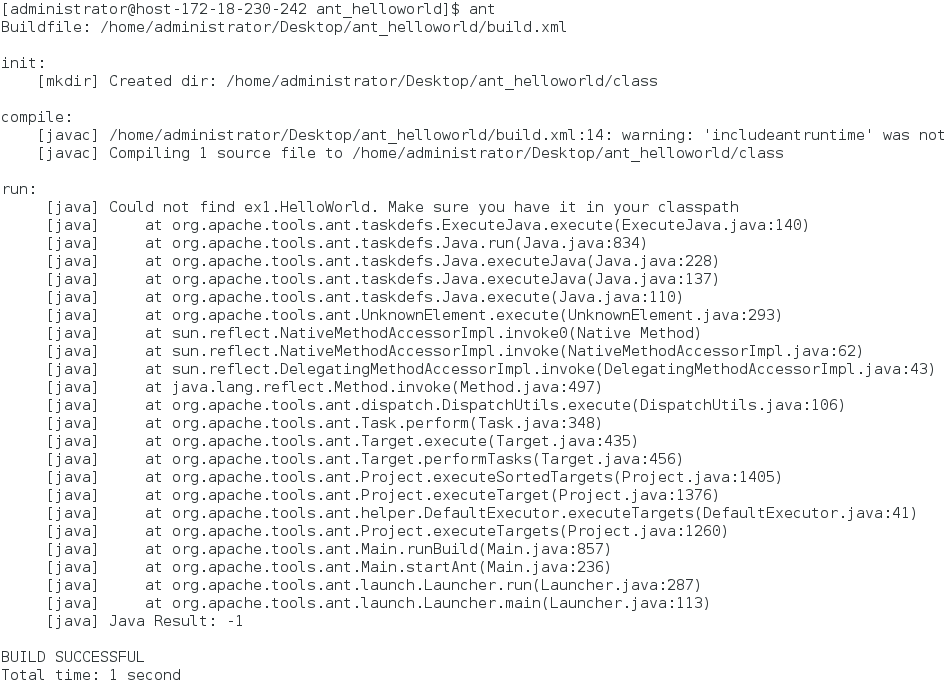 [administrator@host-172-18-230-242 ant_helloworld]$ ant
Buildfile: /home/administrator/Desktop/ant_helloworld/build.xml

init:
    [mkdir] Created dir: /home/administrator/Desktop/ant_helloworld/class

compile:
    [javac] /home/administrator/Desktop/ant_helloworld/build.xml:14: warning: 'includeantruntime' was not
    [javac] Compiling 1 source file to /home/administrator/Desktop/ant_helloworld/class

run:
     [java] Could not find ex1.HelloWorld. Make sure you have it in your classpath
     [java]     at org.apache.tools.ant.taskdefs.ExecuteJava.execute(ExecuteJava.java:140)
     [java]     at org.apache.tools.ant.taskdefs.Java.run(Java.java:834)
     [java]     at org.apache.tools.ant.taskdefs.Java.executeJava(Java.java:228)
     [java]     at org.apache.tools.ant.taskdefs.Java.executeJava(Java.java:137)
     [java]     at org.apache.tools.ant.taskdefs.Java.execute(Java.java:110)
     [java]     at org.apache.tools.ant.UnknownElement.execute(UnknownElement.java:293)
     [java]     at sun.reflect.NativeMethodAccessorImpl.invoke0(Native Method)
     [java]     at sun.reflect.NativeMethodAccessorImpl.invoke(NativeMethodAccessorImpl.java:62)
     [java]     at sun.reflect.DelegatingMethodAccessorImpl.invoke(DelegatingMethodAccessorImpl.java:43)
     [java]     at java.lang.reflect.Method.invoke(Method.java:497)
     [java]     at org.apache.tools.ant.dispatch.DispatchUtils.execute(DispatchUtils.java:106)
     [java]     at org.apache.tools.ant.Task.perform(Task.java:348)
     [java]     at org.apache.tools.ant.Target.execute(Target.java:435)
     [java]     at org.apache.tools.ant.Target.performTasks(Target.java:456)
     [java]     at org.apache.tools.ant.Project.executeSortedTargets(Project.java:1405)
     [java]     at org.apache.tools.ant.Project.executeTarget(Project.java:1376)
     [java]     at org.apache.tools.ant.helper.DefaultExecutor.executeTargets(DefaultExecutor.java:41)
     [java]     at org.apache.tools.ant.Project.executeTargets(Project.java:1260)
     [java]     at org.apache.tools.ant.Main.runBuild(Main.java:857)
     [java]     at org.apache.tools.ant.Main.startAnt(Main.java:236)
     [java]     at org.apache.tools.ant.launch.Launcher.run(Launcher.java:287)
     [java]     at org.apache.tools.ant.launch.Launcher.main(Launcher.java:113)
     [java] Java Result: -1

BUILD SUCCESSFUL
Total time: 1 second